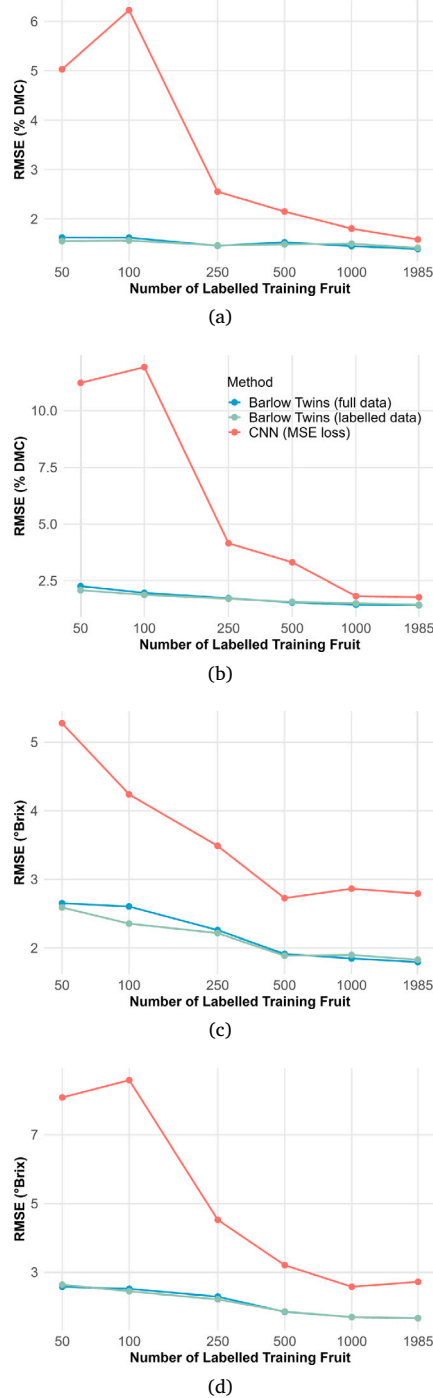 6
5
4
3
2
RMSE (% DMC)
50 100 250 500 1000 1985
Number of Labelled Training Fruit
(a)
10.0
7.5
5.0
2.5
RMSE (% DMC)
Method
Barlow Twins (full data)
Barlow Twins (labelled data)
CNN (MSE loss)
50 100 250 500 1000 1985
Number of Labelled Training Fruit
(b)
5
4
3
2
RMSE (°Brix)
50 100 250 500 1000 1985
Number of Labelled Training Fruit
(c)
7
5
3
RMSE (°Brix)
50 100 250 500 1000 1985
Number of Labelled Training Fruit
(d)